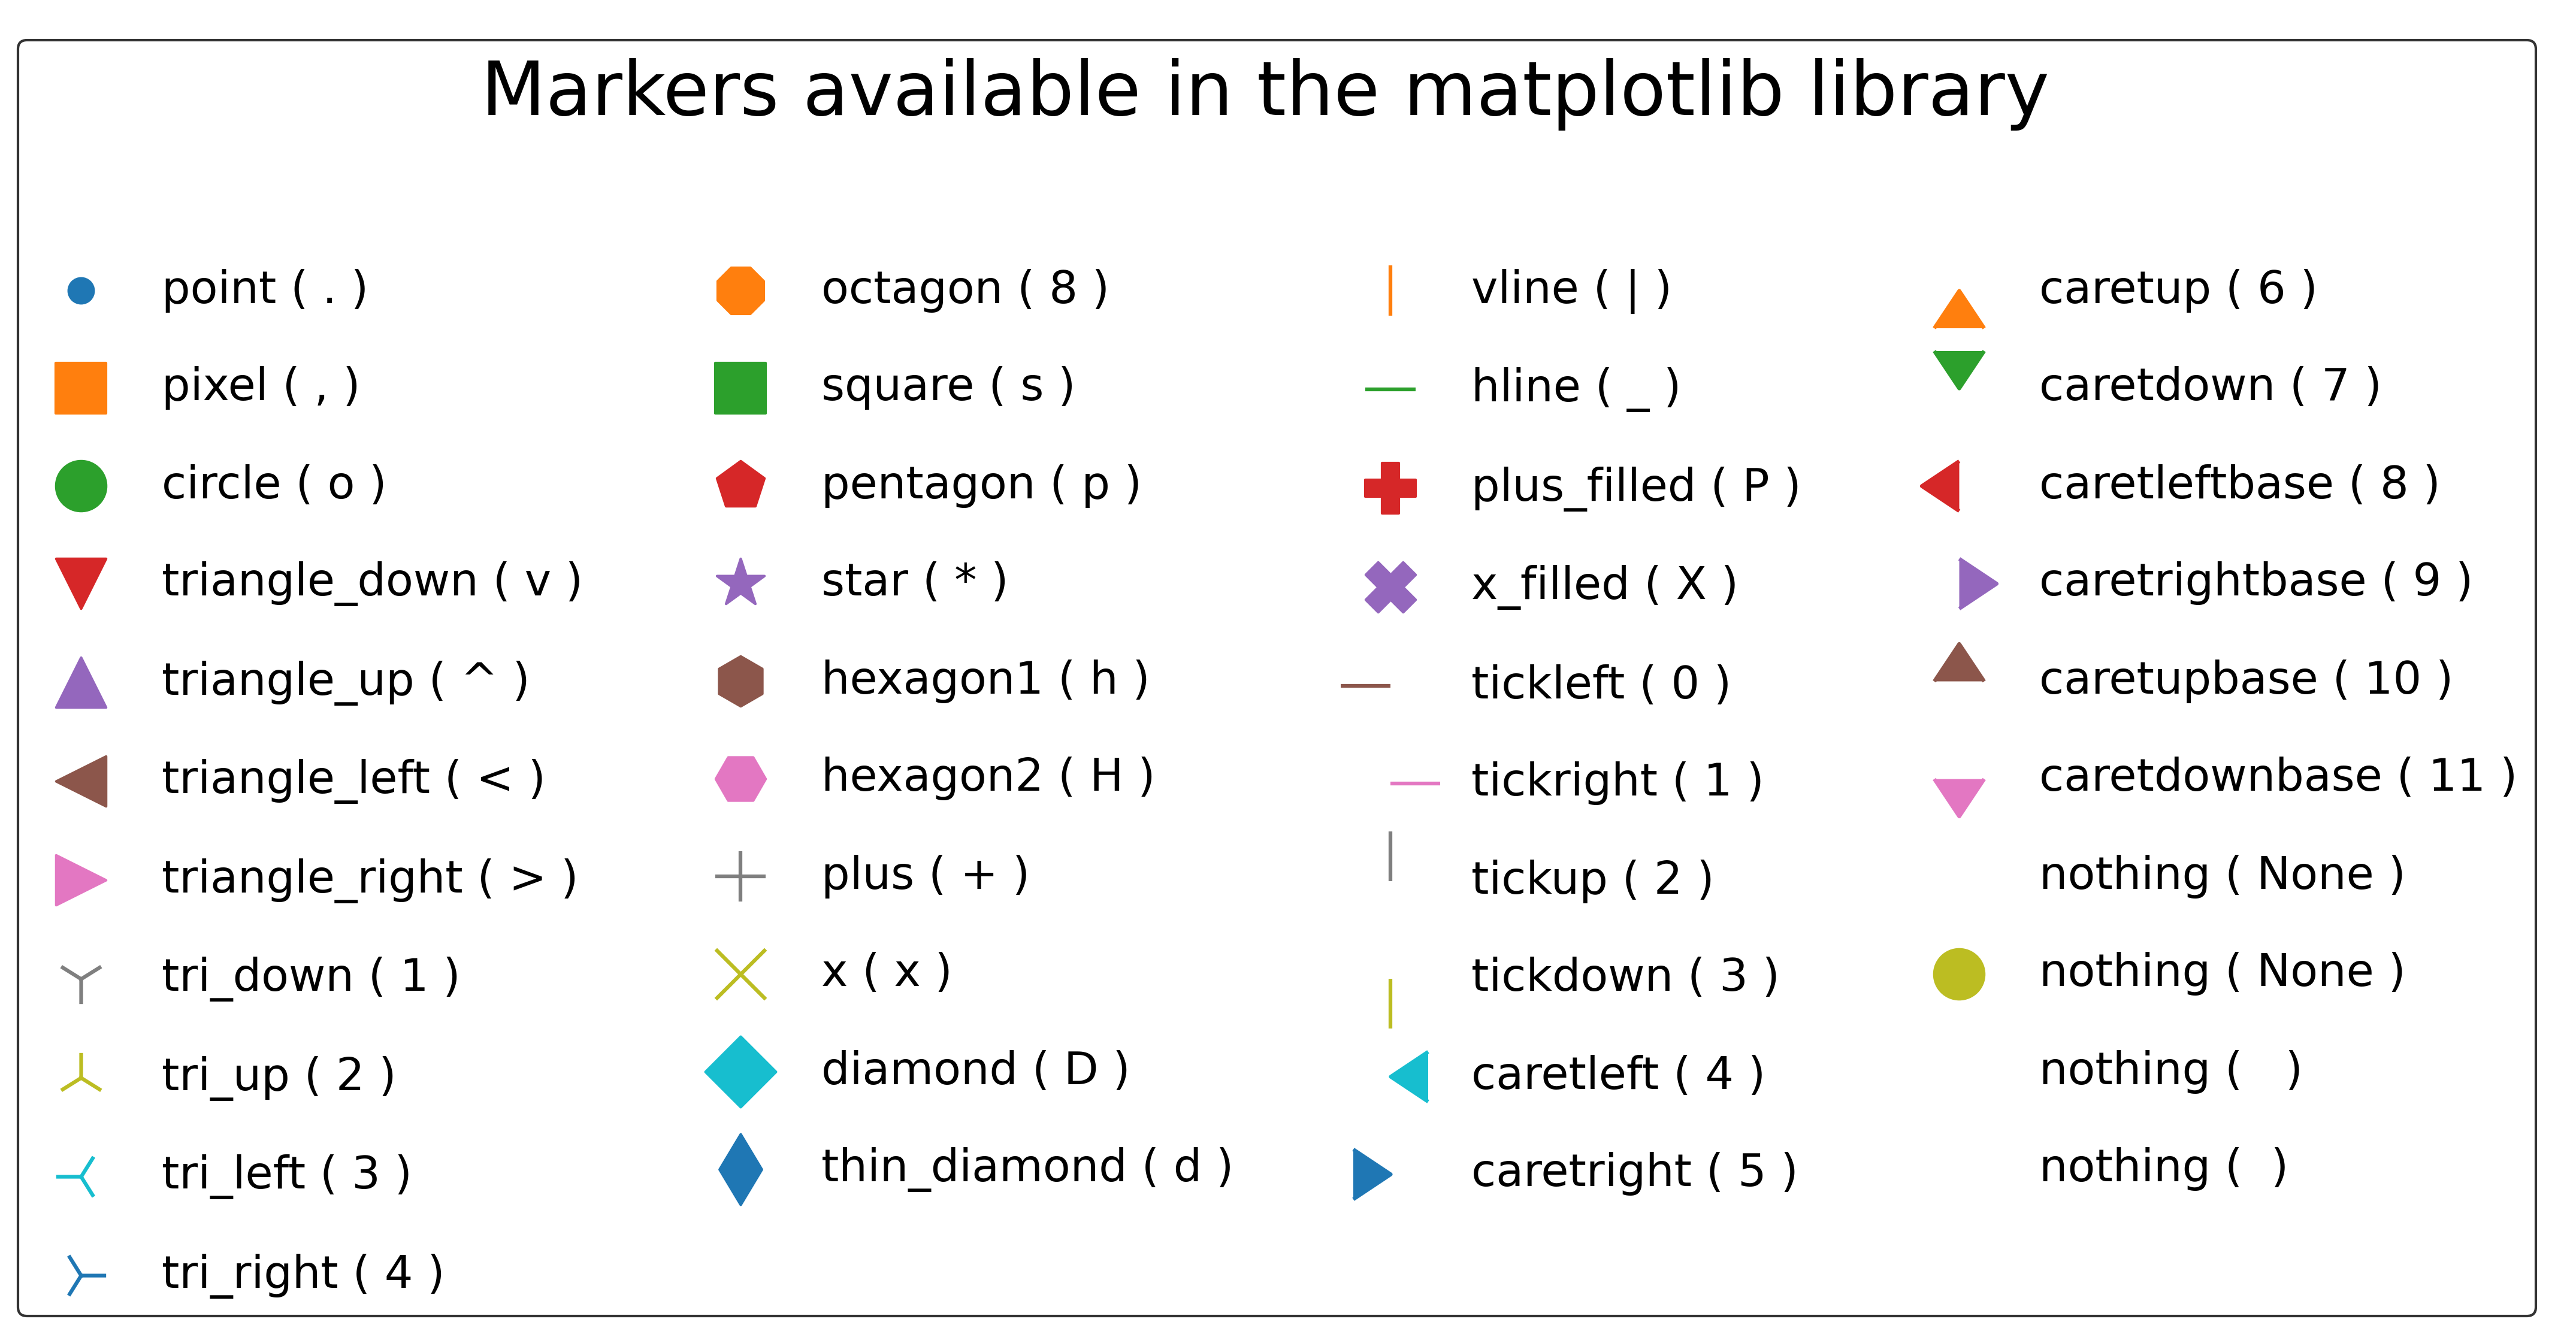 Markers available in the matplotlib library
point ( . )
pixel ( , )
circle ( o )
triangle_down ( v )
triangle_up ( ^ )
triangle_left ( < )
triangle_right ( > )
tri_down ( 1 )
tri_up ( 2 )
tri_left ( 3 )
tri_right ( 4 )
octagon ( 8 )
square ( s )
pentagon ( p )
star ( * )
hexagon1 ( h )
hexagon2 ( H )
plus ( + )
x ( x )
diamond ( D )
thin_diamond ( d )
vline ( | )
hline ( _ )
plus_filled ( P )
x_filled ( X )
tickleft ( 0 )
tickright ( 1 )
tickup ( 2 )
tickdown ( 3 )
caretleft ( 4 )
caretright ( 5 )
caretup ( 6 )
caretdown ( 7 )
caretleftbase ( 8 )
caretrightbase ( 9 )
caretupbase ( 10 )
caretdownbase ( 11 )
nothing ( None )
nothing ( None )
nothing (   )
nothing (  )